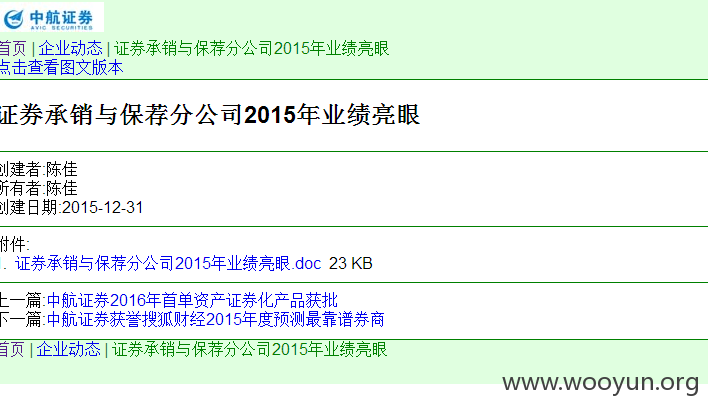 中航证券
AVIC SECURITIES
首页 | 企业动态 | 证券承销与保荐分公司2015年业绩亮眼
点击查看图文版本
证券承销与保荐分公司2015年业绩亮眼
创建者:陈佳
所有者:陈佳
创建日期:2015-12-31
附件:
1. 证券承销与保荐分公司2015年业绩亮眼.doc 23 KB
上一篇:中航证券2016年首单资产证券化产品获批
下一篇:中航证券获誉搜狐财经2015年度预测最靠谱券商
首页 | 企业动态 | 证券承销与保荐分公司2015年业绩亮眼
www.wooyun.org